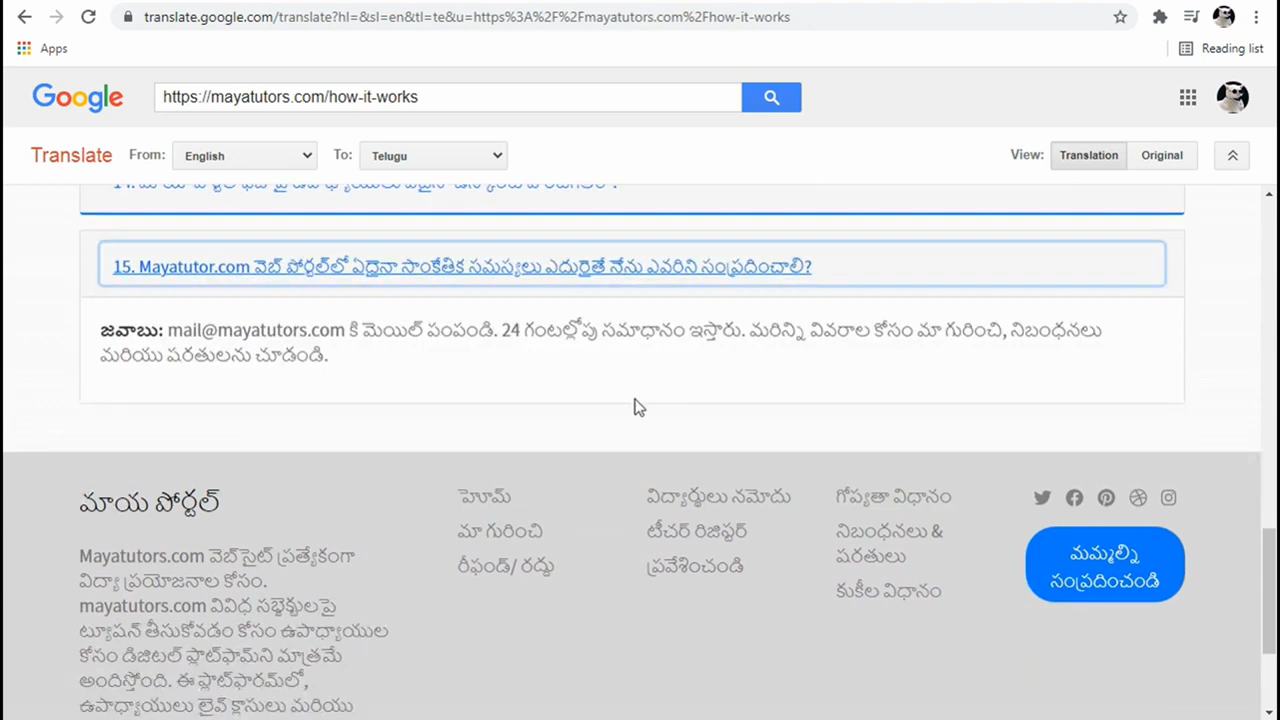 translate.google.com/translate?hl=&sl=en&tl=te&u=https%3A%2F%2Fmayatutors.com%2Fhow-it-works
Apps
Reading list
Google
https://mayatutors.com/how-it-works
Translate
From: English
To: Telugu
View: Translation Original
15. Mayatutor.com వెబ్ పోర్టల్‌లో ఏదైనా సాంకేతిక సమస్యలు ఎదురైతే నేను ఎవరిని సంప్రదించాలి?
జవాబు: mail@mayatutors.com కి మెయిల్ పంపండి. 24 గంటల్లోపు సమాధానం ఇస్తారు. మరిన్ని వివరాల కోసం మా గురించి, నిబంధనలు
మరియు షరతులను చూడండి.
మాయ పోర్టల్
Mayatutors.com వెబ్‌సైట్ ప్రత్యేకంగా
విద్యా ప్రయోజనాల కోసం.
mayatutors.com వివిధ సబ్జెక్టులపై
ట్యూషన్ తీసుకోవడం కోసం ఉపాధ్యాయుల
కోసం డిజిటల్ ప్లాట్‌ఫామ్‌ని మాత్రమే
అందిస్తోంది. ఈ ప్లాట్‌ఫారమ్‌లో,
ఉపాధ్యాయులు లైవ్ క్లాసులు మరియు
హొమ్
మా గురించి
రీఫండ్/ రద్దు
విద్యార్థులు నమోదు
టీచర్ రిజిష్టర్
ప్రవేశించండి
గోప్యతా విధానం
నిబంధనలు &
షరతులు
కుకీల విధానం
మమ్మల్ని
సంప్రదించండి